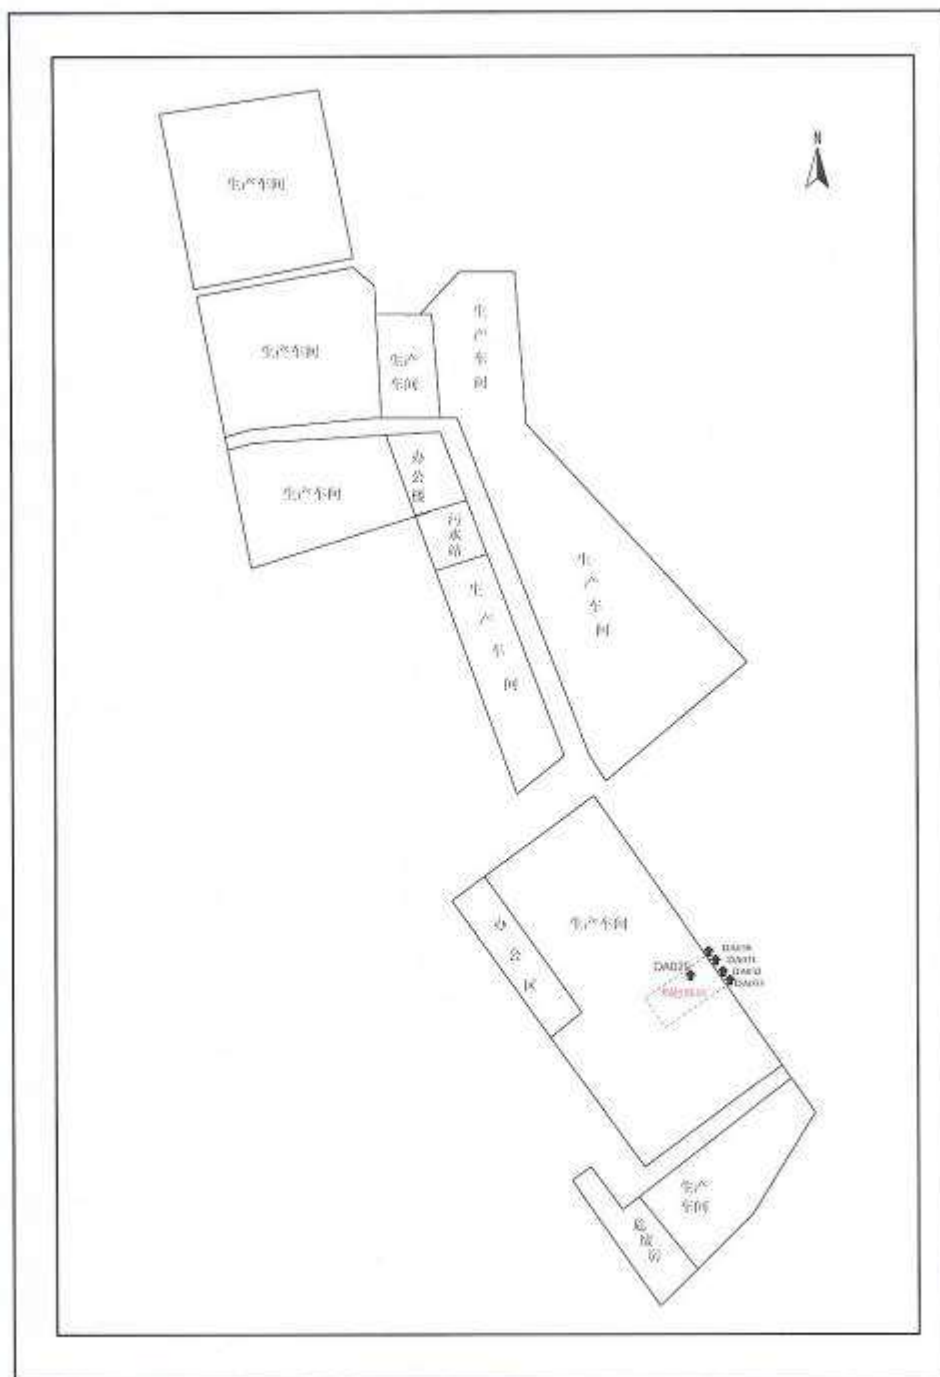 N
生产车间
生产车间
生产
车间
生
产
车
间
生产车间
办
公
楼
污
水
站
生
产
车
间
生
产
车
间
生产车间
办
公
区
生产
车间
危
废
房